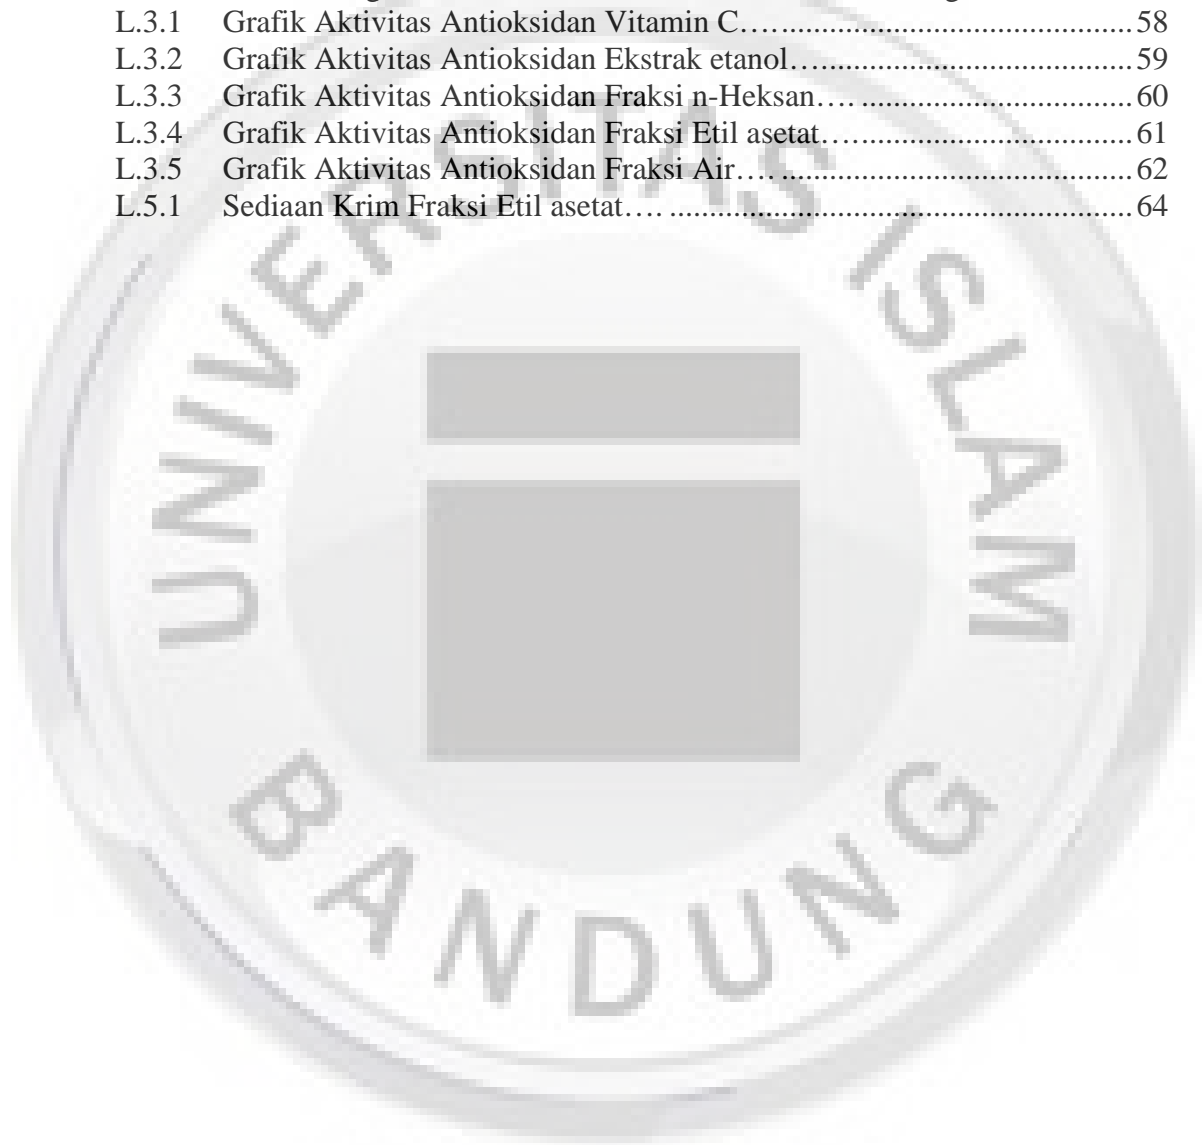 L.3.1 Grafik Aktivitas Antioksidan Vitamin C…..............................................58
L.3.2 Grafik Aktivitas Antioksidan Ekstrak etanol…........................................59
L.3.3 Grafik Aktivitas Antioksidan Fraksi n-Heksan…. ..................................60
L.3.4 Grafik Aktivitas Antioksidan Fraksi Etil asetat….....................................61
L.3.5 Grafik Aktivitas Antioksidan Fraksi Air…. .............................................62
L.5.1 Sediaan Krim Fraksi Etil asetat…. ..........................................................64
UNIVERSITAS ISLAM
BANDUNG